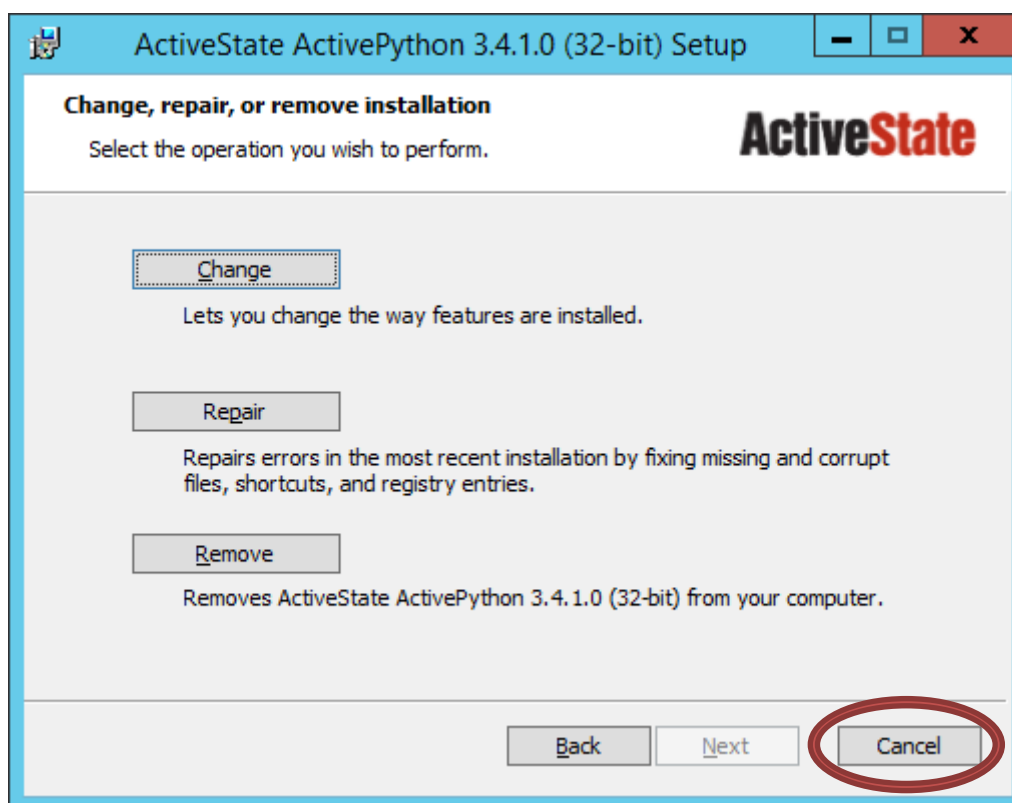 ActiveState ActivePython 3.4.1.0 (32-bit) Setup
Change, repair, or remove installation
Select the operation you wish to perform.
ActiveState
Change
Lets you change the way features are installed.
Repair
Repairs errors in the most recent installation by fixing missing and corrupt
files, shortcuts, and registry entries.
Remove
Removes ActiveState ActivePython 3.4.1.0 (32-bit) from your computer.
Back
Next
Cancel